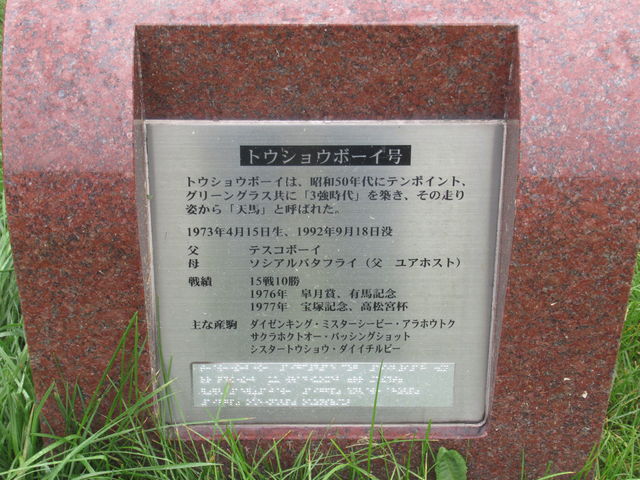 トウショウボーイ号
トウショウボーイは、昭和50年代にテンポイント、
グリーングラス共に「3強時代」を築き、その走り
姿から「天馬」と呼ばれた。
1973年4月15日生、1992年9月18日没
父 テスコボーイ
母 ソシアルバタフライ（父 ユアホスト）
戦績 15戦10勝
1976年 皐月賞、有馬記念
1977年 宝塚記念、高松宮杯
主な産駒 ダイゼンキング・ミスターシービー・アラホウトク
サクラホクトオー・パッシングショット
シスタートウショウ・ダイイチルビー